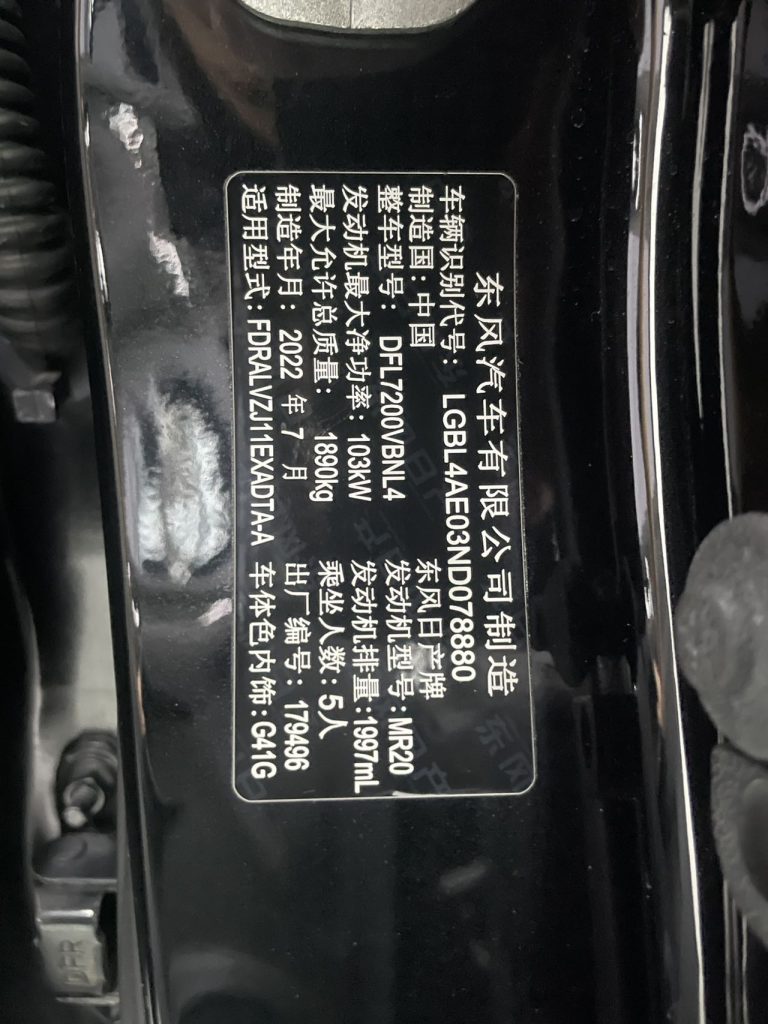 东风汽车有限公司制造
车辆识别代号: LGBL4AE03ND078880
制造国: 中国 东风日产牌
整车型号: DFL7200VBNL4 发动机型号: MR20
发动机最大净功率: 103kW 发动机排量: 1997mL
最大允许总质量: 1890kg 乘坐人数: 5人
制造年月: 2022 年 7 月 出厂编号: 179496
适用型式: FDRALVZJ11EXADTA-A 车体色内饰: G41G
DFR